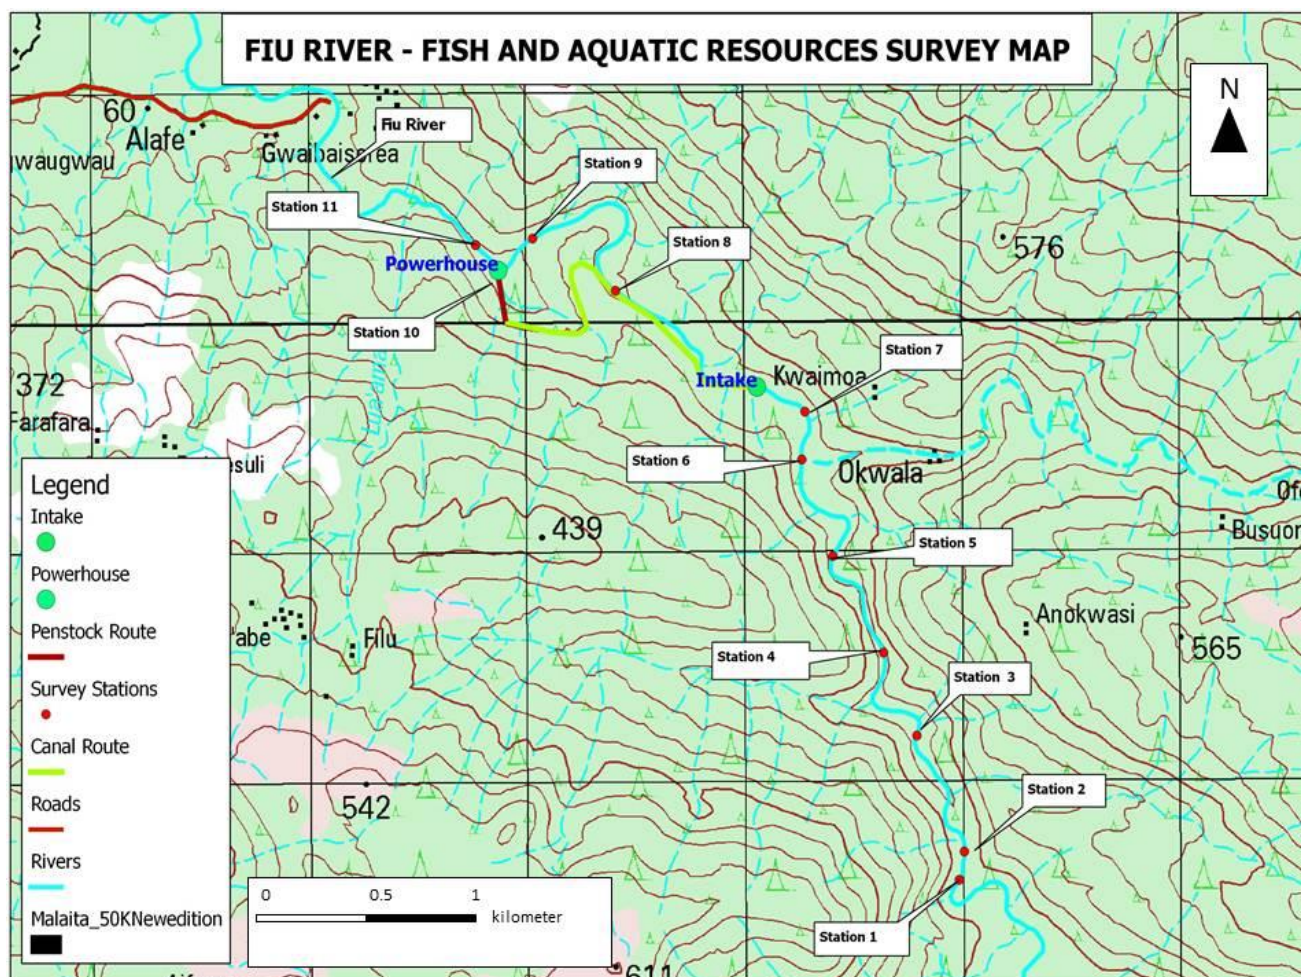 FIU RIVER - FISH AND AQUATIC RESOURCES SURVEY MAP
N
60
Alafe
Fiu River
Station 9
Station 11
Station 8
576
Powerhouse
Station 10
Station 7
372
Intake
Kwaimoa
Farafara
Station 6
Okwala
esuli
Legend
Intake
439
Busuor
Station 5
Powerhouse
Anokwasi
Penstock Route
'abe
Filu
565
Station 4
Station 3
Survey Stations
Canal Route
Station 2
542
Roads
Rivers
0 0.5 1
kilometer
Malaita_50KNewedition
Station 1
611